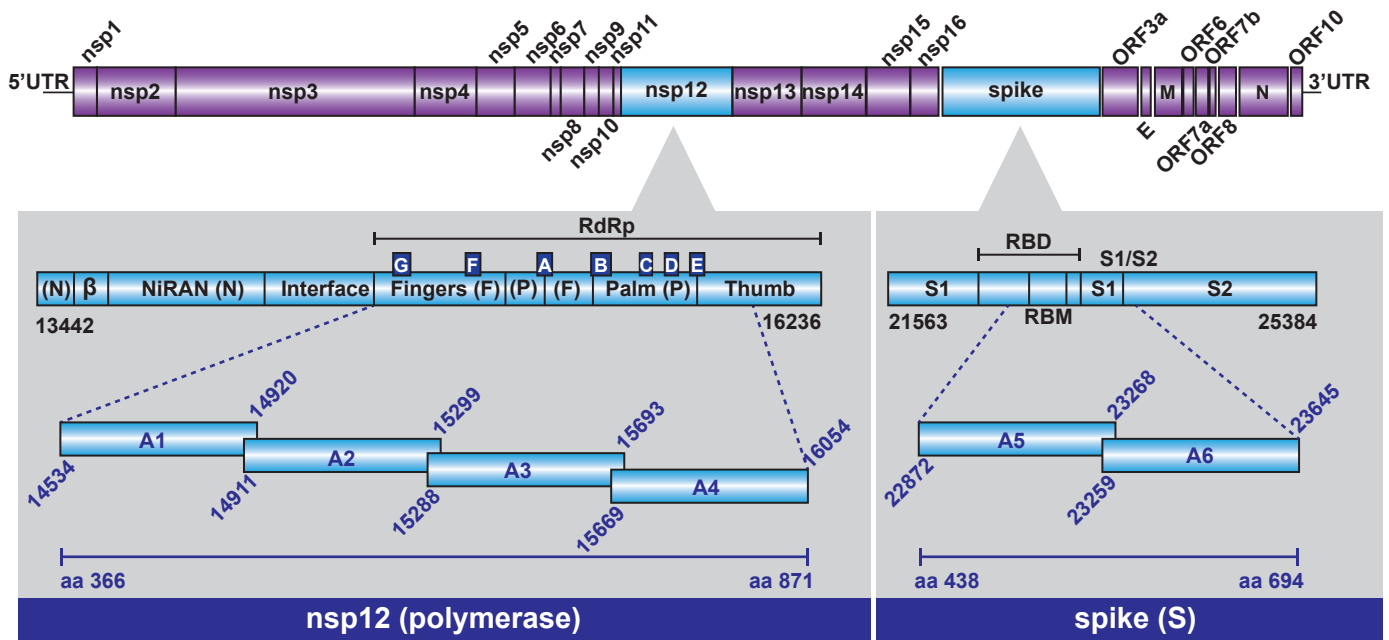 nsp1 nsp5 nsp6 nsp7 nsp9 nsp11 nsp15 nsp16 ORF3a ORF6 ORF7b ORF10
5'UTR nsp2 nsp3 nsp4 nsp12 nsp13 nsp14 spike M N 3'UTR
nsp8 nsp10 E ORF7a ORF8
RdRp
G F A B C D E
(N) β NiRAN (N) Interface Fingers (F) (P) (F) Palm (P) Thumb
13442 16236
14920 15299 15693 16054
A1 A2 A3 A4
14534 14911 15288 15669
aa 366 aa 871
nsp12 (polymerase)
RBD S1/S2
S1 S1 S2
21563 RBM 25384
23268 23645
A5 A6
22872 23259
aa 438 aa 694
spike (S)